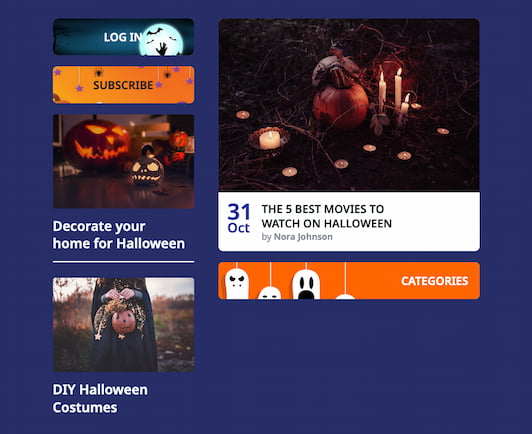 LOG IN
SUBSCRIBE
Decorate your
home for Halloween
DIY Halloween
Costumes
31
Oct
THE 5 BEST MOVIES TO
WATCH ON HALLOWEEN
by Nora Johnson
CATEGORIES